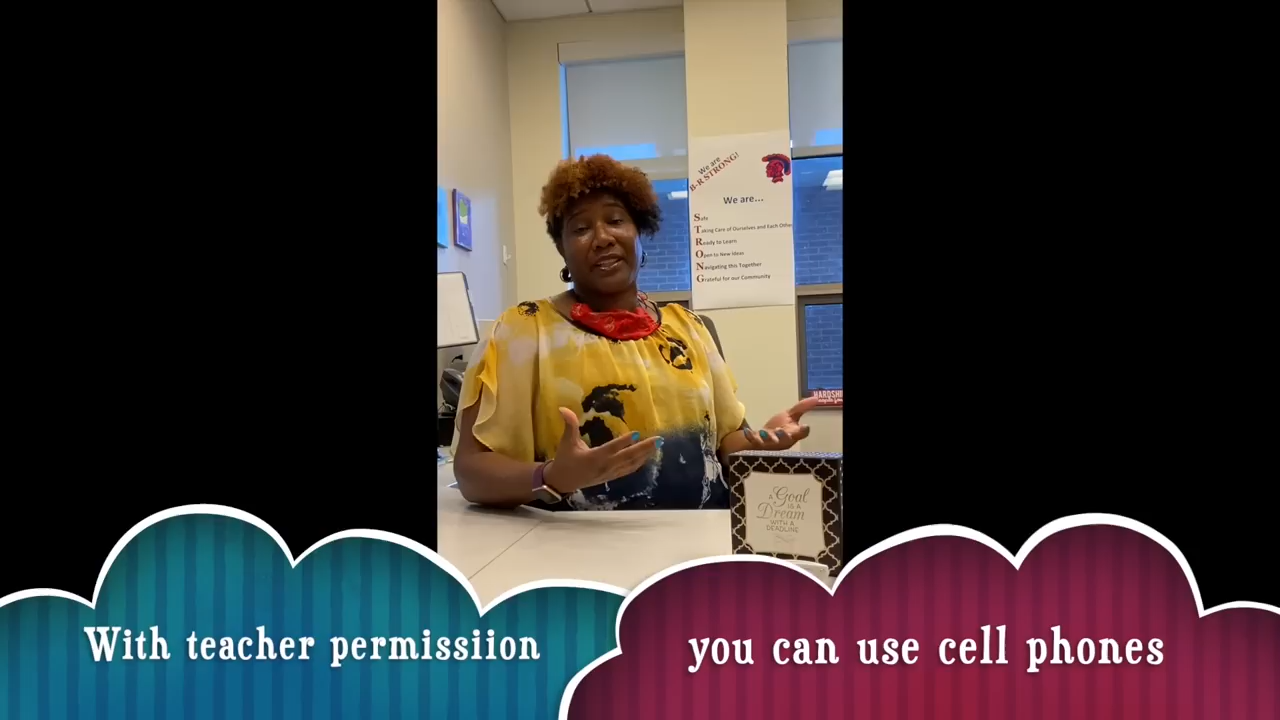 We are
B-R STRONG!
We are...
Safe
Taking Care of Ourselves and Each Other
Ready to Learn
Open to New Ideas
Navigating this Together
Grateful for our Community
HARDSHI
A Goal
IS A
Dream
WITH A
DEADLINE
With teacher permissiion
you can use cell phones